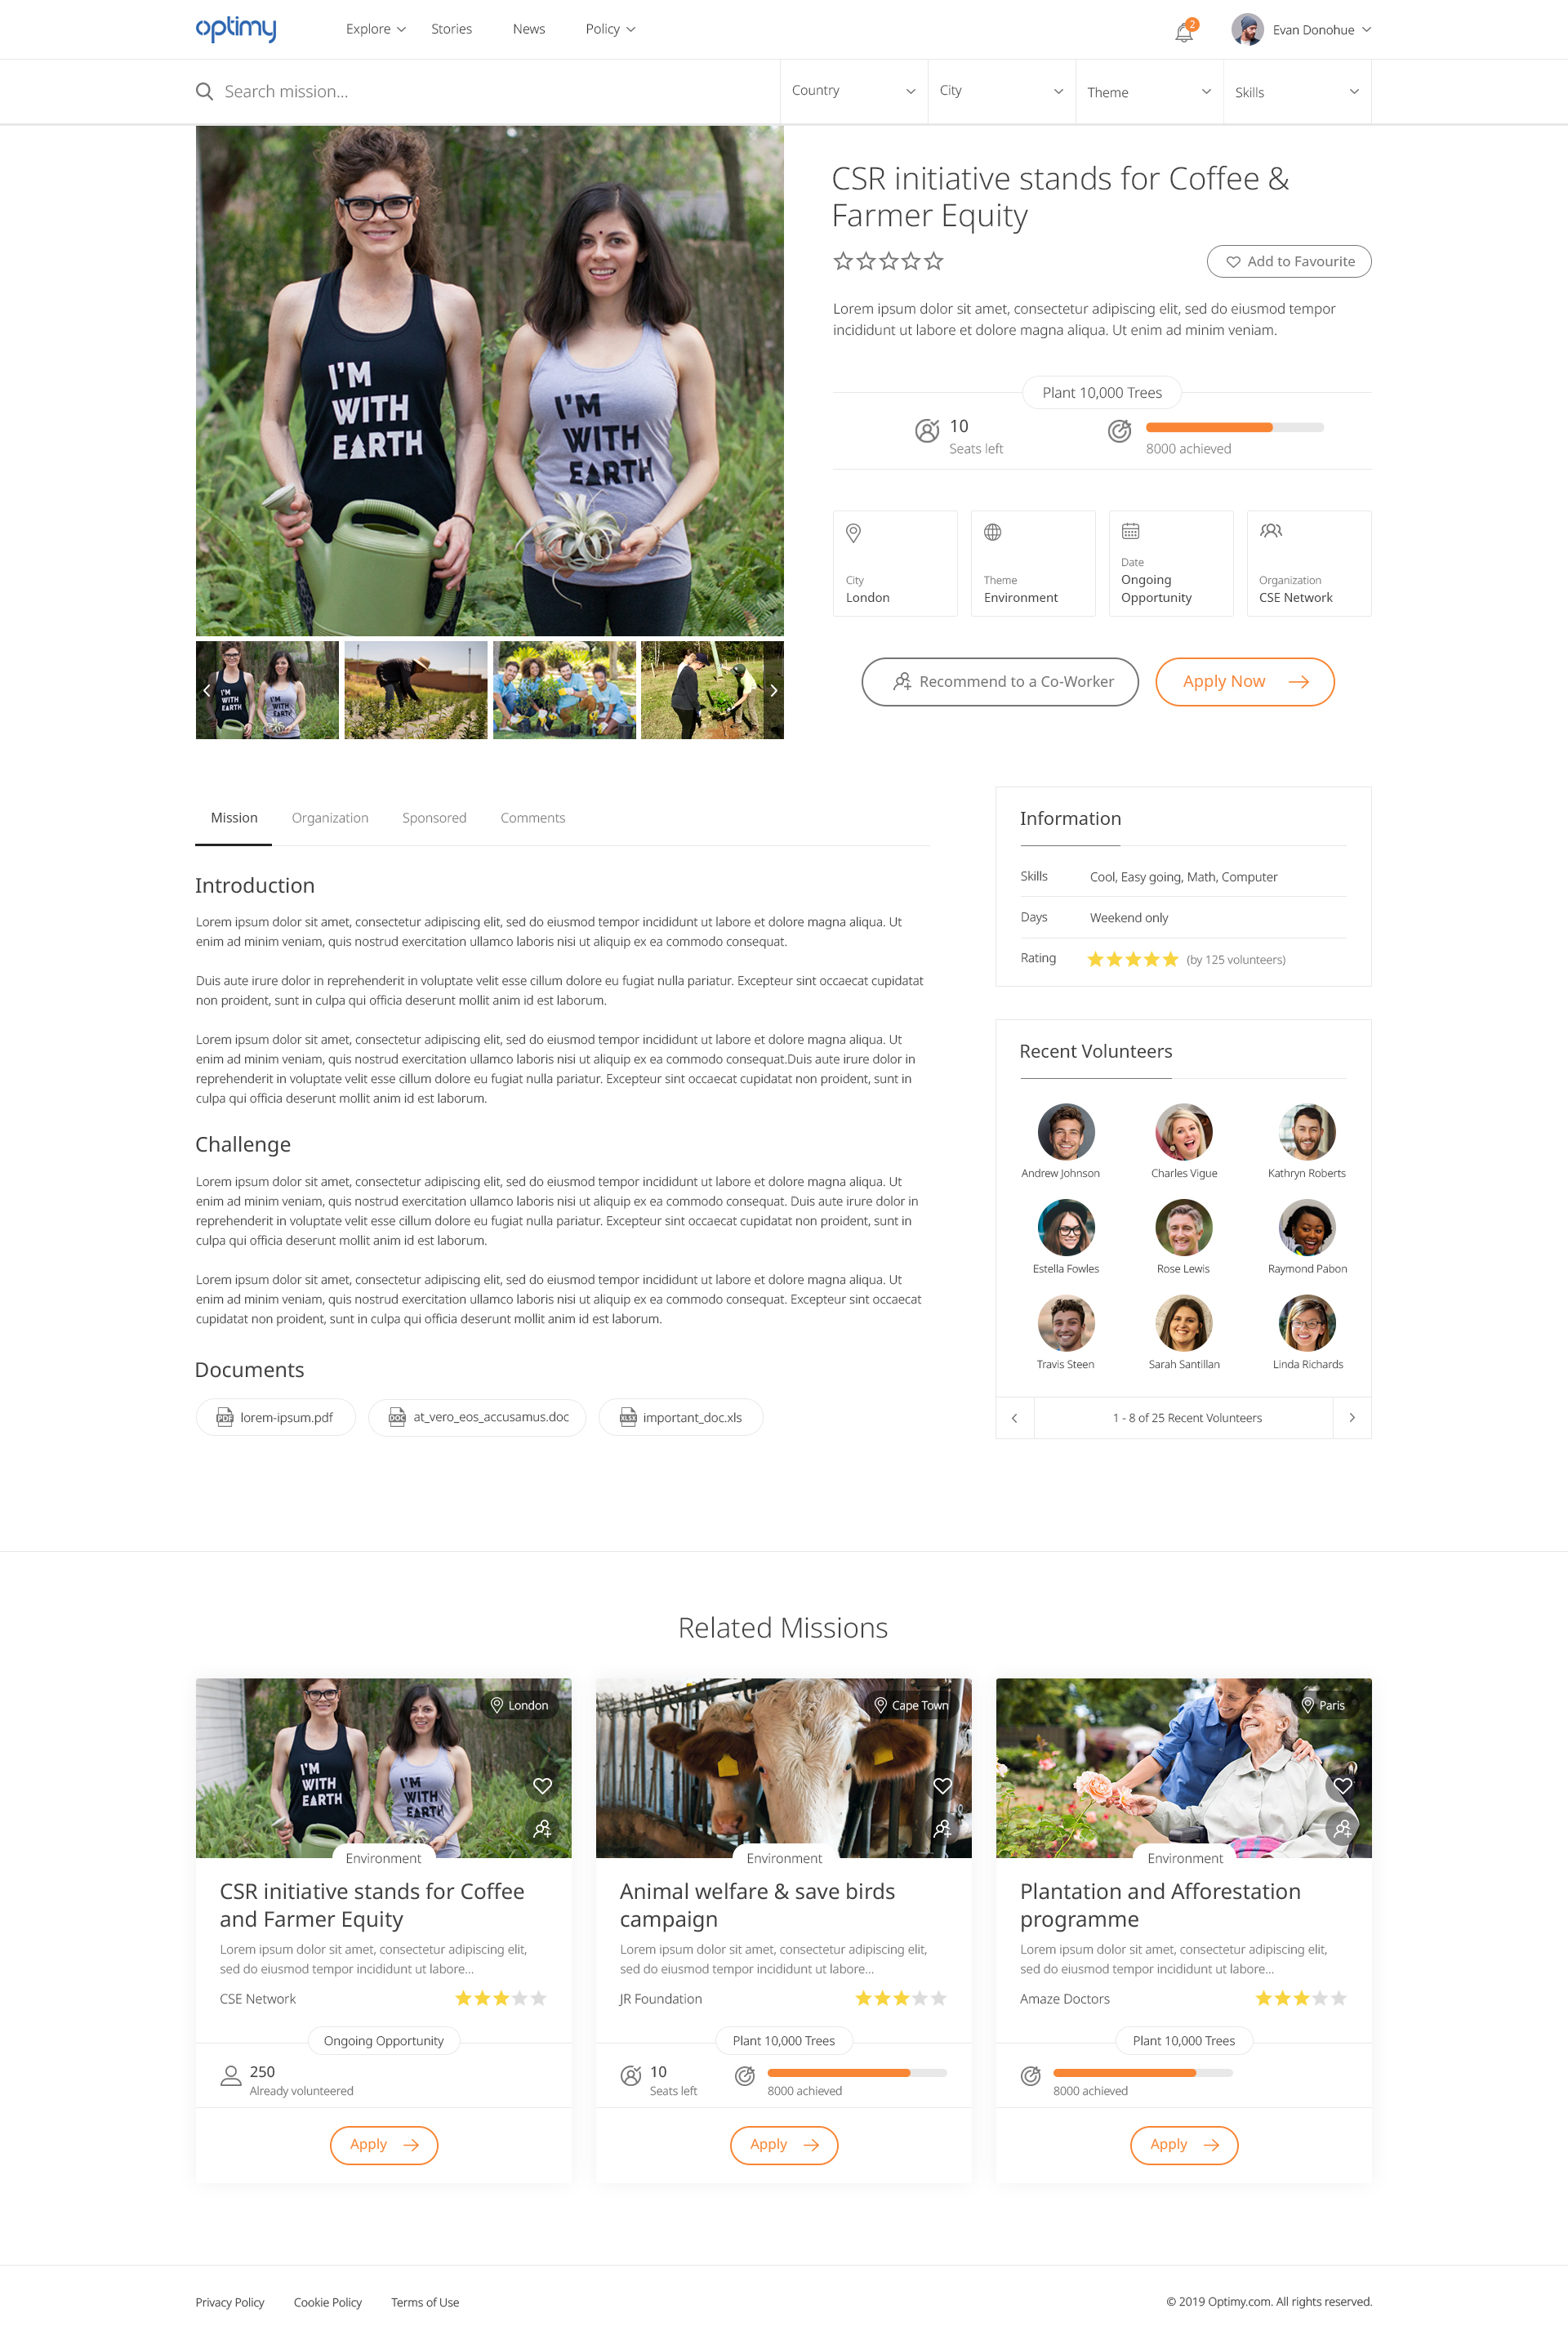 optimy
Explore
Stories
News
Policy
2
Evan Donohue
Search mission...
Country
City
Theme
Skills
I'M
WITH
EARTH
I'M
WITH
EARTH
CSR initiative stands for Coffee &
Farmer Equity
Add to Favourite
Lorem ipsum dolor sit amet, consectetur adipiscing elit, sed do eiusmod tempor
incididunt ut labore et dolore magna aliqua. Ut enim ad minim veniam.
Plant 10,000 Trees
10
Seats left
8000 achieved
City
London
Theme
Environment
Date
Ongoing
Opportunity
Organization
CSE Network
I'M
WITH
EARTH
I'M
WITH
EARTH
Recommend to a Co-Worker
Apply Now
Mission
Organization
Sponsored
Comments
Introduction
Lorem ipsum dolor sit amet, consectetur adipiscing elit, sed do eiusmod tempor incididunt ut labore et dolore magna aliqua. Ut
enim ad minim veniam, quis nostrud exercitation ullamco laboris nisi ut aliquip ex ea commodo consequat.
Duis aute irure dolor in reprehenderit in voluptate velit esse cillum dolore eu fugiat nulla pariatur. Excepteur sint occaecat cupidatat
non proident, sunt in culpa qui officia deserunt mollit anim id est laborum.
Lorem ipsum dolor sit amet, consectetur adipiscing elit, sed do eiusmod tempor incididunt ut labore et dolore magna aliqua. Ut
enim ad minim veniam, quis nostrud exercitation ullamco laboris nisi ut aliquip ex ea commodo consequat.Duis aute irure dolor in
reprehenderit in voluptate velit esse cillum dolore eu fugiat nulla pariatur. Excepteur sint occaecat cupidatat non proident, sunt in
culpa qui officia deserunt mollit anim id est laborum.
Challenge
Lorem ipsum dolor sit amet, consectetur adipiscing elit, sed do eiusmod tempor incididunt ut labore et dolore magna aliqua. Ut
enim ad minim veniam, quis nostrud exercitation ullamco laboris nisi ut aliquip ex ea commodo consequat. Duis aute irure dolor in
reprehenderit in voluptate velit esse cillum dolore eu fugiat nulla pariatur. Excepteur sint occaecat cupidatat non proident, sunt in
culpa qui officia deserunt mollit anim id est laborum.
Lorem ipsum dolor sit amet, consectetur adipiscing elit, sed do eiusmod tempor incididunt ut labore et dolore magna aliqua. Ut
enim ad minim veniam, quis nostrud exercitation ullamco laboris nisi ut aliquip ex ea commodo consequat. Excepteur sint occaecat
cupidatat non proident, sunt in culpa qui officia deserunt mollit anim id est laborum.
Documents
PDF
lorem-ipsum.pdf
DOC
at_vero_eos_accusamus.doc
XLSX
important_doc.xls
Information
Skills
Cool, Easy going, Math, Computer
Days
Weekend only
Rating
(by 125 volunteers)
Recent Volunteers
Andrew Johnson
Charles Vigue
Kathryn Roberts
Estella Fowles
Rose Lewis
Raymond Pabon
Travis Steen
Sarah Santillan
Linda Richards
1 - 8 of 25 Recent Volunteers
Related Missions
London
I'M
WITH
EARTH
I'M
WITH
EARTH
Environment
CSR initiative stands for Coffee
and Farmer Equity
Lorem ipsum dolor sit amet, consectetur adipiscing elit,
sed do eiusmod tempor incididunt ut labore...
CSE Network
Ongoing Opportunity
250
Already volunteered
Apply
Cape Town
Environment
Animal welfare & save birds
campaign
Lorem ipsum dolor sit amet, consectetur adipiscing elit,
sed do eiusmod tempor incididunt ut labore...
JR Foundation
Plant 10,000 Trees
10
Seats left
8000 achieved
Apply
Paris
Environment
Plantation and Afforestation
programme
Lorem ipsum dolor sit amet, consectetur adipiscing elit,
sed do eiusmod tempor incididunt ut labore...
Amaze Doctors
Plant 10,000 Trees
8000 achieved
Apply
Privacy Policy
Cookie Policy
Terms of Use
© 2019 Optimy.com. All rights reserved.